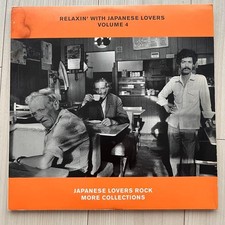 RELAXIN' WITH JAPANESE LOVERS
VOLUME 4
JAPANESE LOVERS ROCK
MORE COLLECTIONS